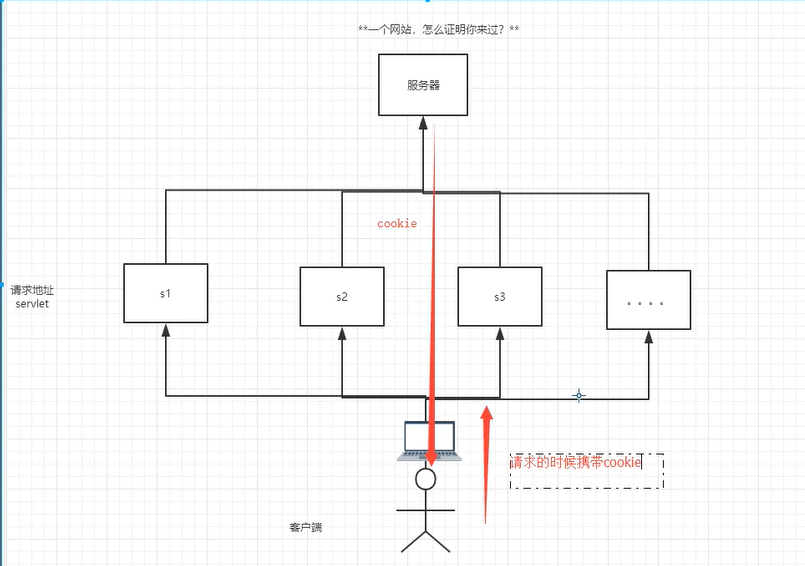 **一个网站，怎么证明你来过？**
服务器
cookie
请求地址
servlet
s1
s2
s3
。。。。
请求的时候携带cookie
客户端